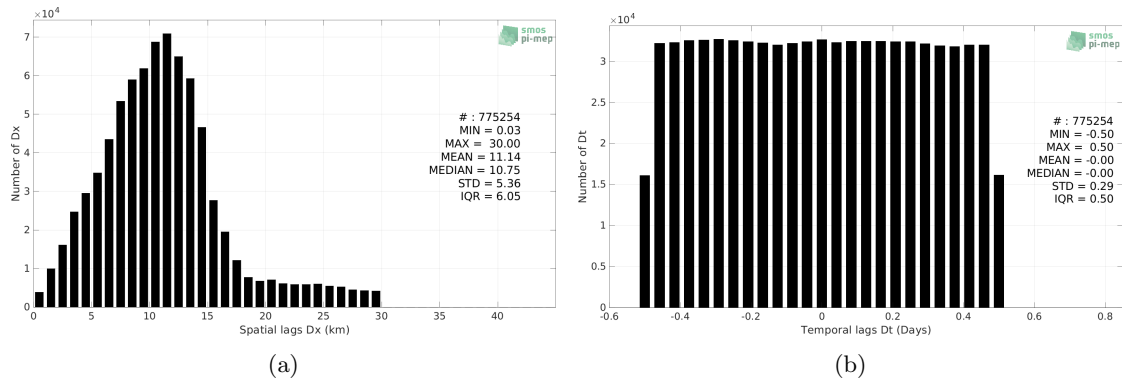 ×10⁴
7
6
5
4
3
2
1
0
Number of Dx
0 5 10 15 20 25 30 35 40
Spatial lags Dx (km)
smos
pi-mep
# : 775254
MIN = 0.03
MAX = 30.00
MEAN = 11.14
MEDIAN = 10.75
STD = 5.36
IQR = 6.05
(a)
×10⁴
3
2.5
2
1.5
1
0.5
0
Number of Dt
-0.6 -0.4 -0.2 0 0.2 0.4 0.6 0.8
Temporal lags Dt (Days)
smos
pi-mep
# : 775254
MIN = -0.50
MAX = 0.50
MEAN = -0.00
MEDIAN = -0.00
STD = 0.29
IQR = 0.50
(b)